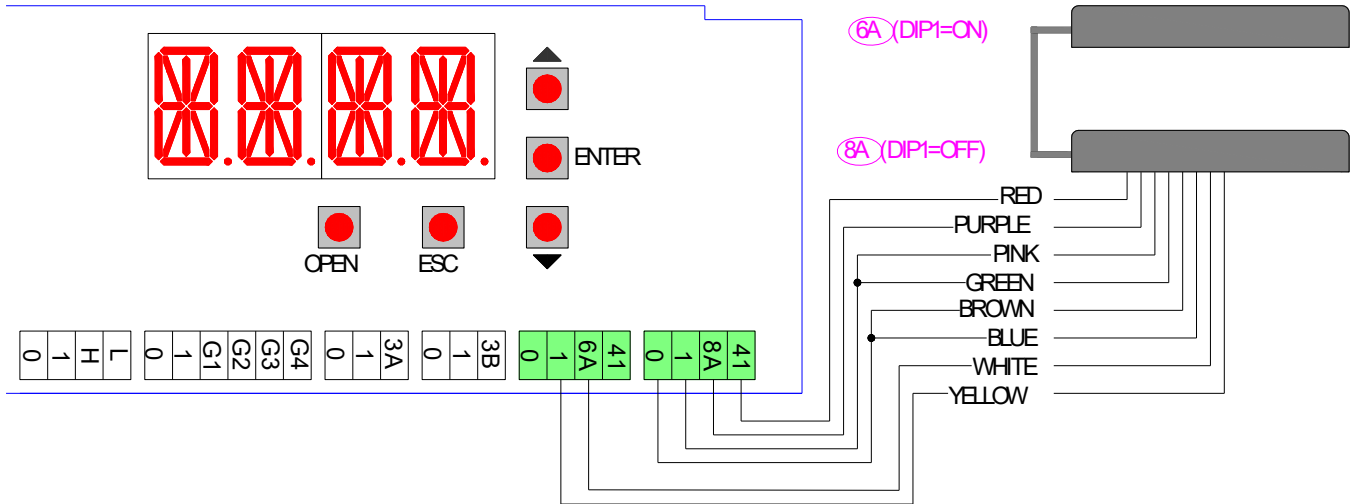 6A (DIP1=ON)
ENTER
8A (DIP1=OFF)
OPEN
ESC
RED
PURPLE
PINK
GREEN
BROWN
BLUE
WHITE
YELLOW
0 1 H L
0 1 G1 G2 G3 G4
0 1 3A
0 1 3B
0 1 6A 41
0 1 8A 41